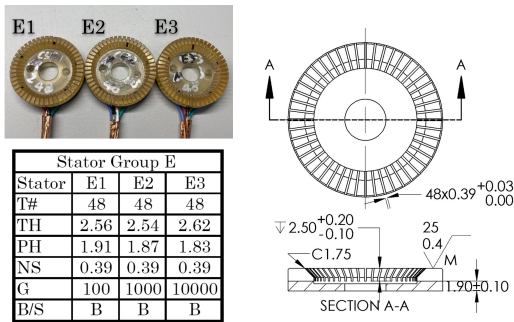 E1 E2 E3
Stator Group E
Stator E1 E2 E3
T# 48 48 48
TH 2.56 2.54 2.62
PH 1.91 1.87 1.83
NS 0.39 0.39 0.39
G 100 1000 10000
B/S B B B
A A
48x0.39 +0.03 0.00
↧2.50 +0.20 -0.10
25
0.4
C1.75
M
1.90±0.10
SECTION A-A